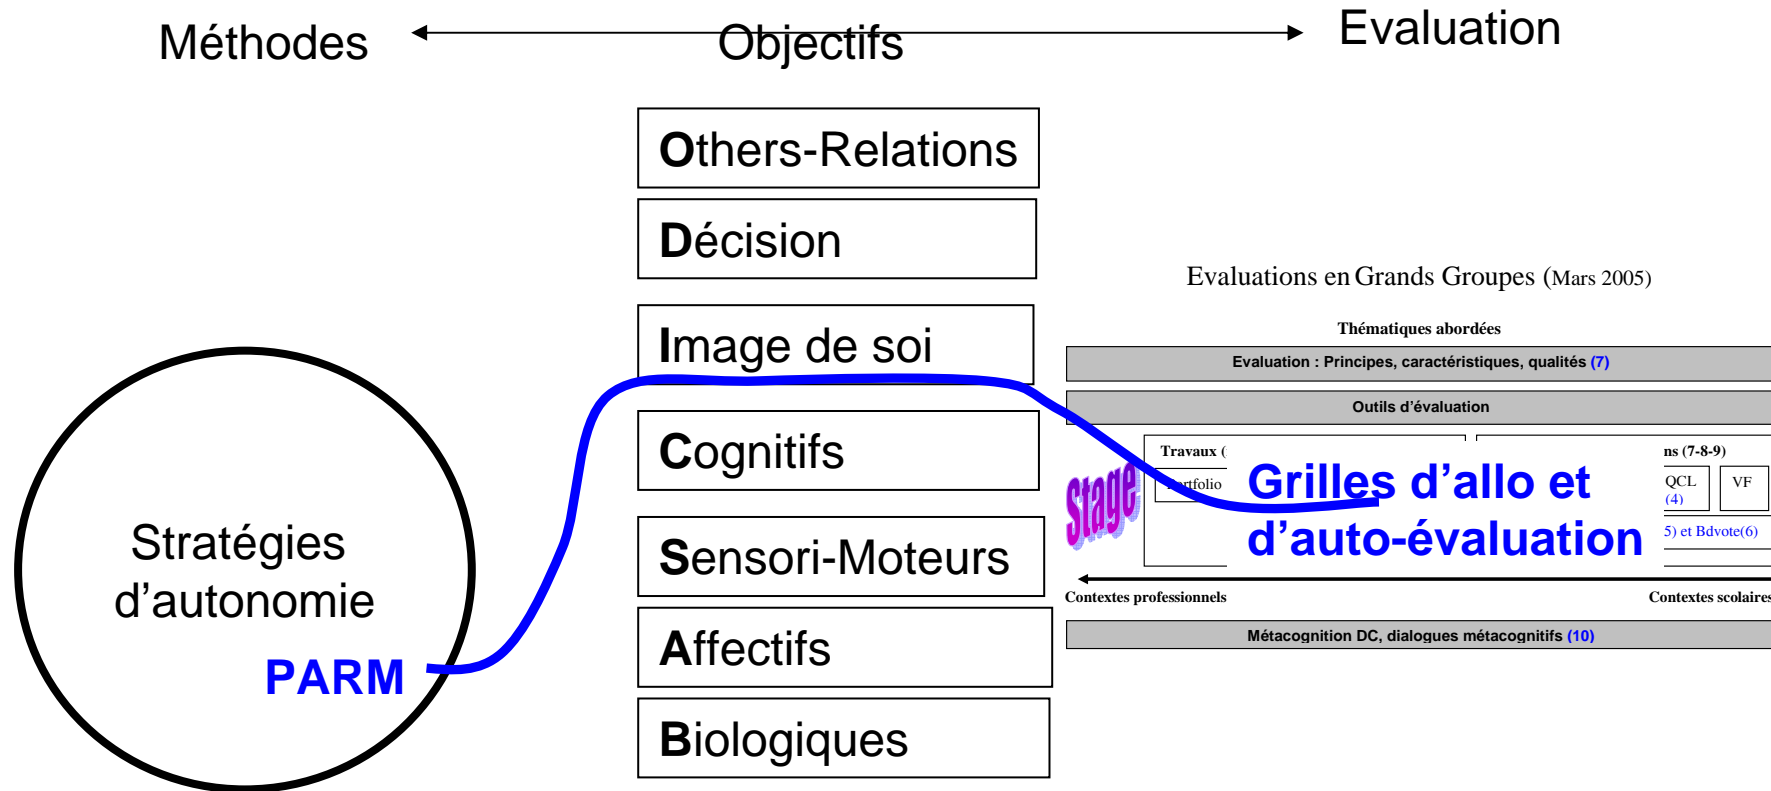 Méthodes
Objectifs
Evaluation
Others-Relations
Décision
Image de soi
Cognitifs
Sensori-Moteurs
Affectifs
Biologiques
Stratégies
d'autonomie
PARM
Evaluations en Grands Groupes (Mars 2005)
Thématiques abordées
Evaluation : Principes, caractéristiques, qualités (7)
Outils d'évaluation
Stage
Travaux (
ns (7-8-9)
Portfolio
QCL
(4)
VF
5) et Bdvote(6)
Grilles d'allo et
d'auto-évaluation
Contextes professionnels
Contextes scolaires
Métacognition DC, dialogues métacognitifs (10)